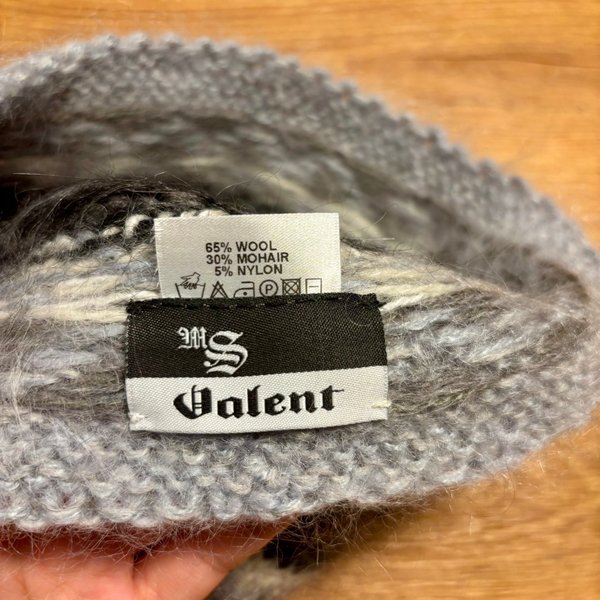 65% WOOL
30% MOHAIR
5% NYLON
MS
Valent